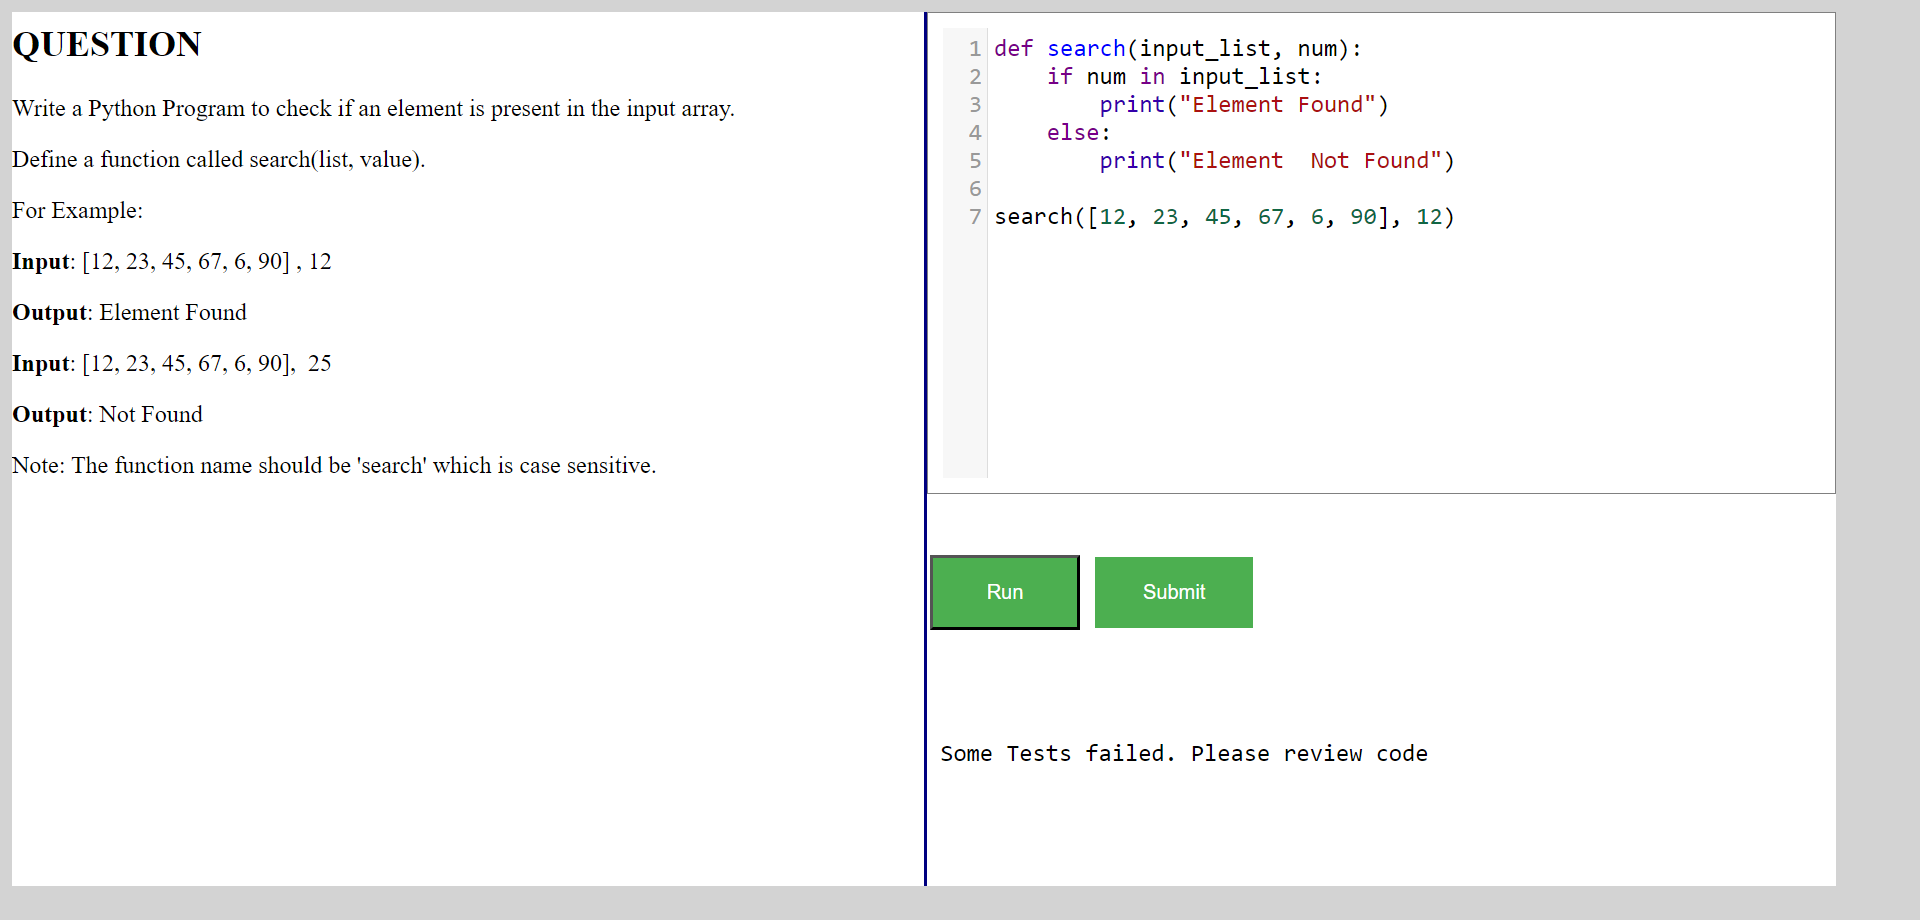 QUESTION
Write a Python Program to check if an element is present in the input array.
Define a function called search(list, value).
For Example:
Input: [12, 23, 45, 67, 6, 90] , 12
Output: Element Found
Input: [12, 23, 45, 67, 6, 90],  25
Output: Not Found
Note: The function name should be 'search' which is case sensitive.
1 def search(input_list, num):
2     if num in input_list:
3         print("Element Found")
4     else:
5         print("Element  Not Found")
6
7 search([12, 23, 45, 67, 6, 90], 12)
Run Submit
Some Tests failed. Please review code